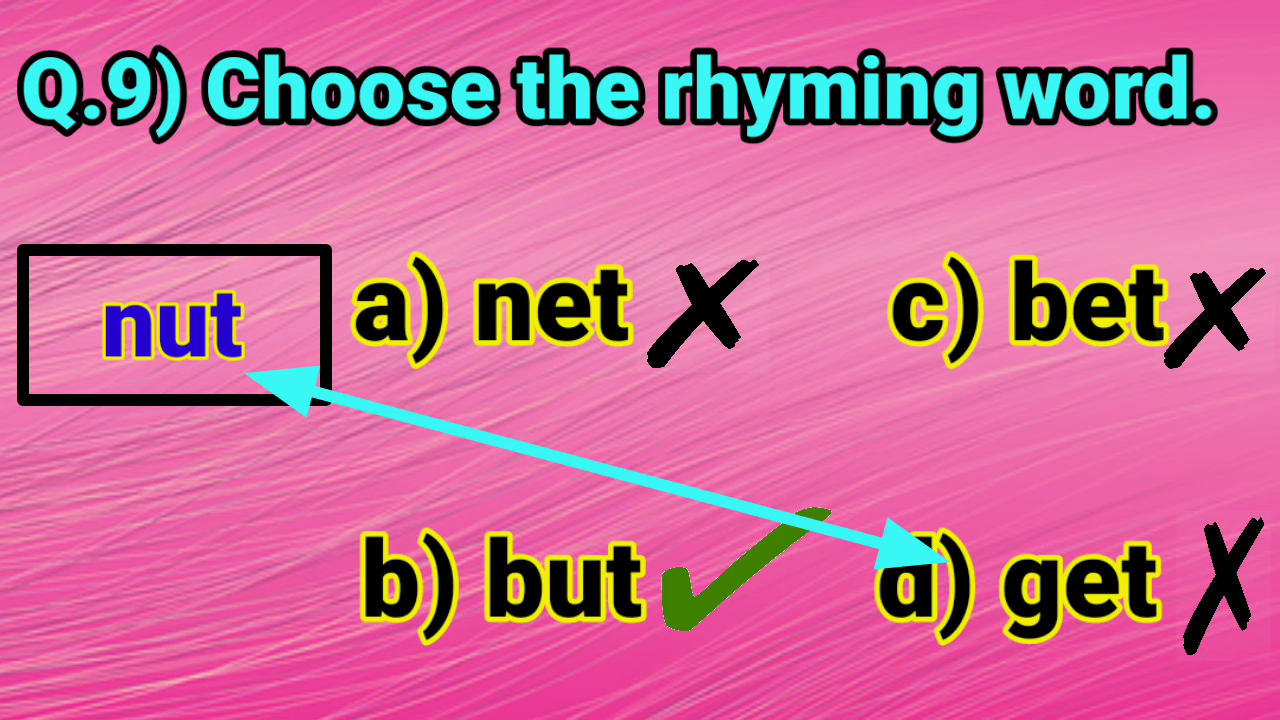 Q.9) Choose the rhyming word.
nut
a) net
c) bet
b) but
d) get